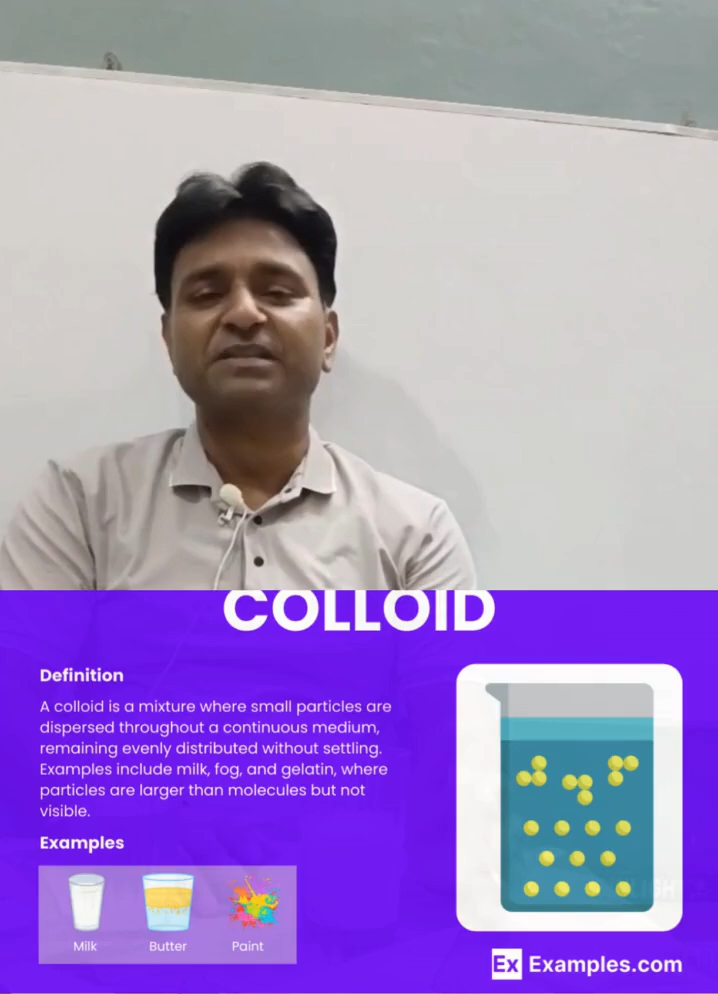 COLLOID
Definition
A colloid is a mixture where small particles are
dispersed throughout a continuous medium,
remaining evenly distributed without settling.
Examples include milk, fog, and gelatin, where
particles are larger than molecules but not
visible.
Examples
Milk Butter Paint
Ex Examples.com